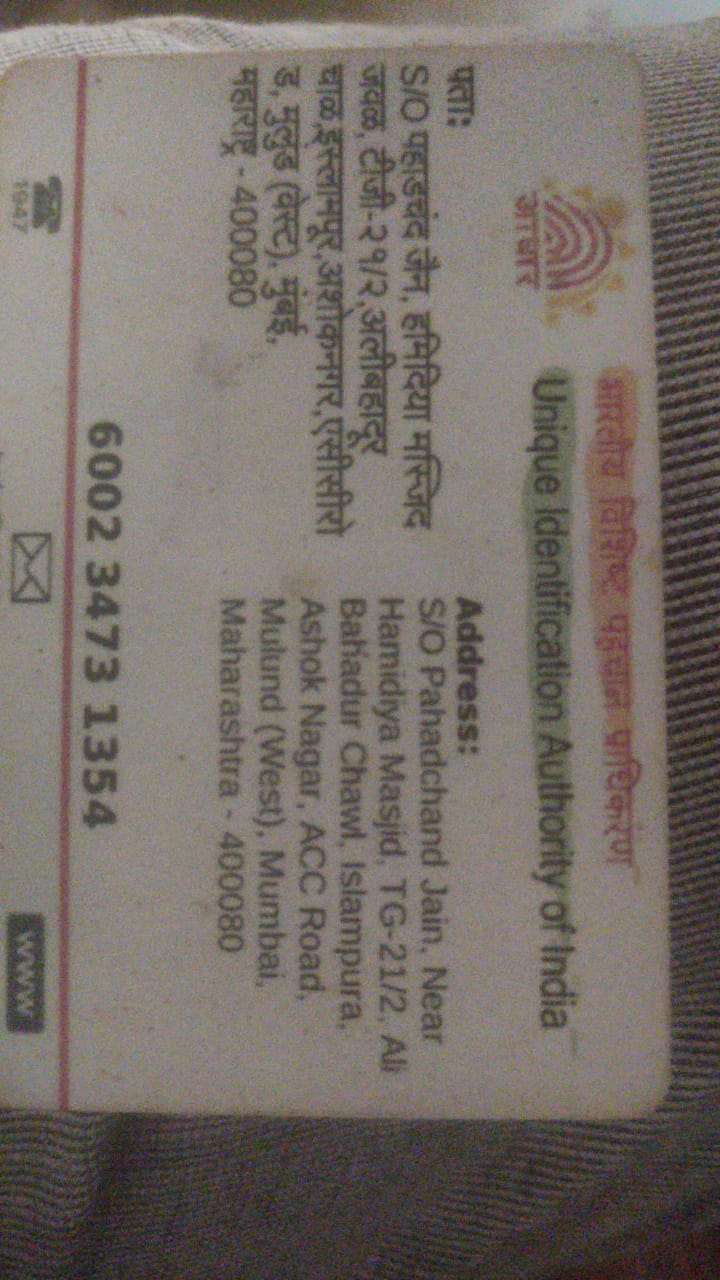 भारतीय विशिष्ट पहचान प्राधिकरण
Unique Identification Authority of India
आधार
पता:
S/O पहाडचंद जैन, हमिदिया मस्जिद
जवळ, टीजी-२१/२,अलीबहादूर
चाळ,इस्लामपूर,अशोकनगर,एसीसीरो
ड, मुलुंड (वेस्ट), मुंबई,
महाराष्ट्र - 400080
Address:
S/O Pahadchand Jain, Near
Hamidiya Masjid, TG-21/2, Ali
Bahadur Chawl, Islampura,
Ashok Nagar, ACC Road,
Mulund (West), Mumbai,
Maharashtra - 400080
6002 3473 1354
1947
www